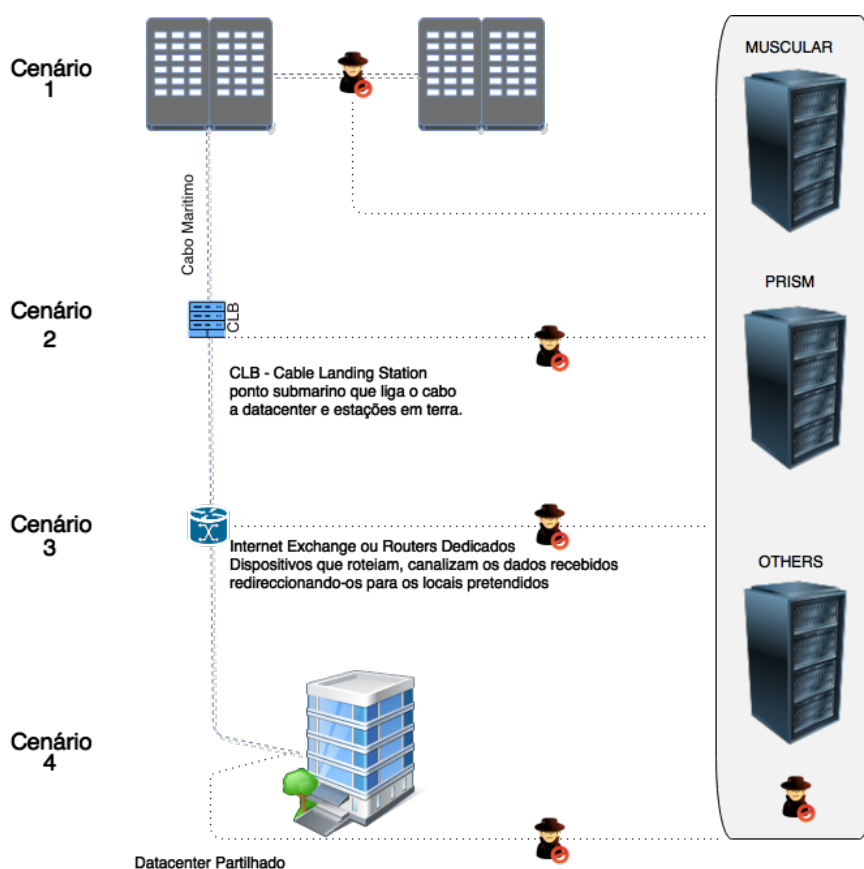 MUSCULAR
Cenário
1
Cabo Maritimo
PRISM
Cenário
2
CLB
CLB - Cable Landing Station
ponto submarino que liga o cabo
a datacenter e estações em terra.
Cenário
3
Internet Exchange ou Routers Dedicados
Dispositivos que roteiam, canalizam os dados recebidos
redireccionando-os para os locais pretendidos
OTHERS
Cenário
4
Datacenter Partilhado